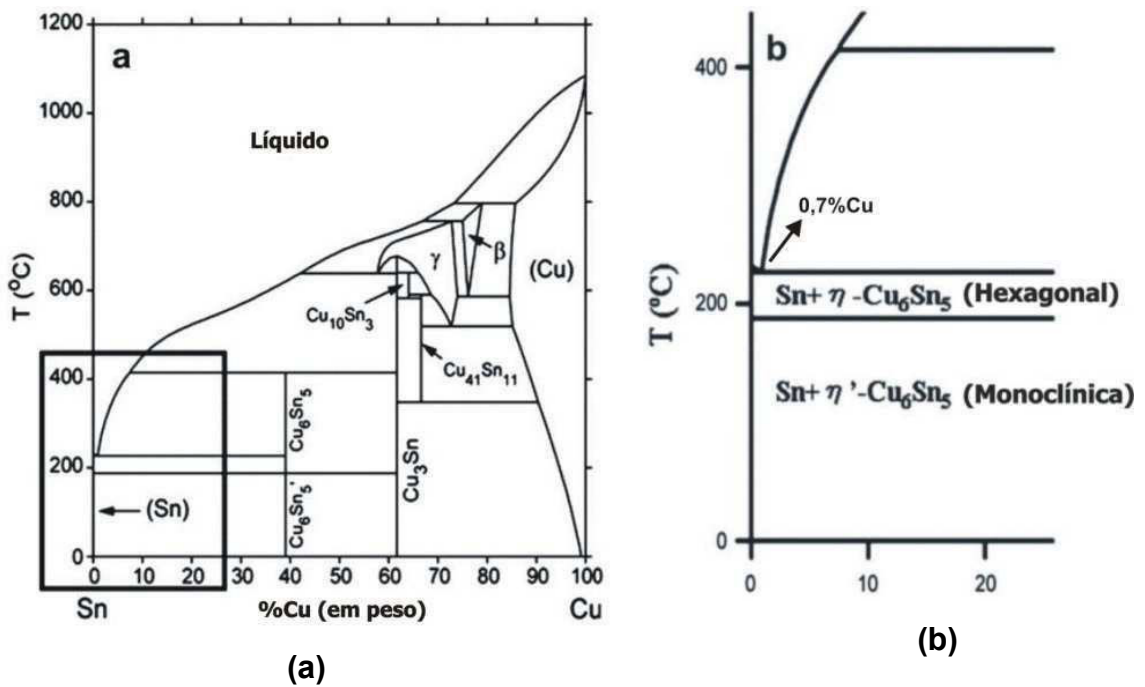 a
1200
1000
800
600
400
200
0
T (°C)
Líquido
γ
β
(Cu)
Cu₁₀Sn₃
Cu₄₁Sn₁₁
Cu₆Sn₅
Cu₆Sn₅'
Cu₃Sn
(Sn)
0 10 20 30 40 50 60 70 80 90 100
Sn %Cu (em peso) Cu
(a)
b
400
200
0
T (°C)
0,7%Cu
Sn+ η -Cu₆Sn₅ (Hexagonal)
Sn+ η '-Cu₆Sn₅ (Monoclínica)
0 10 20
(b)